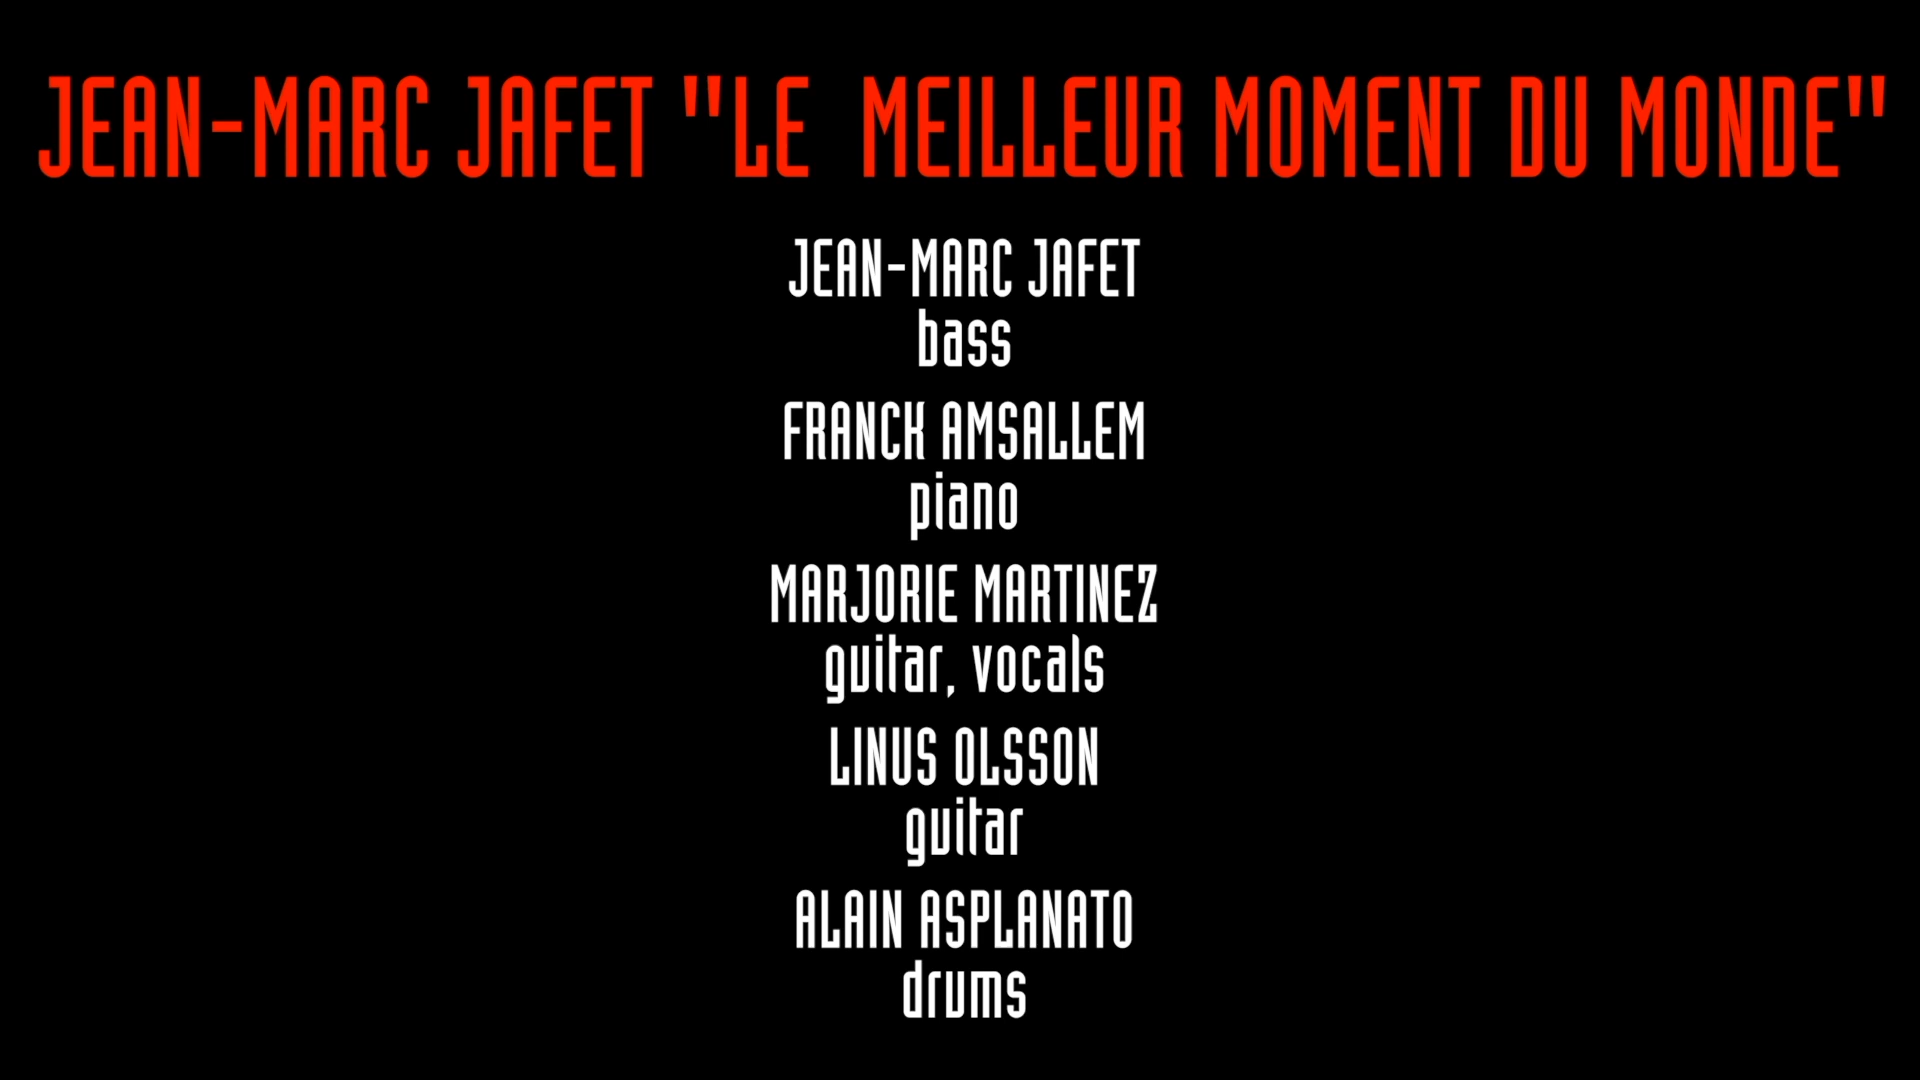 JEAN-MARC JAFET "LE  MEILLEUR MOMENT DU MONDE"
JEAN-MARC JAFET
bass
FRANCK AMSALLEM
piano
MARJORIE MARTINEZ
guitar, vocals
LINUS OLSSON
guitar
ALAIN ASPLANATO
drums